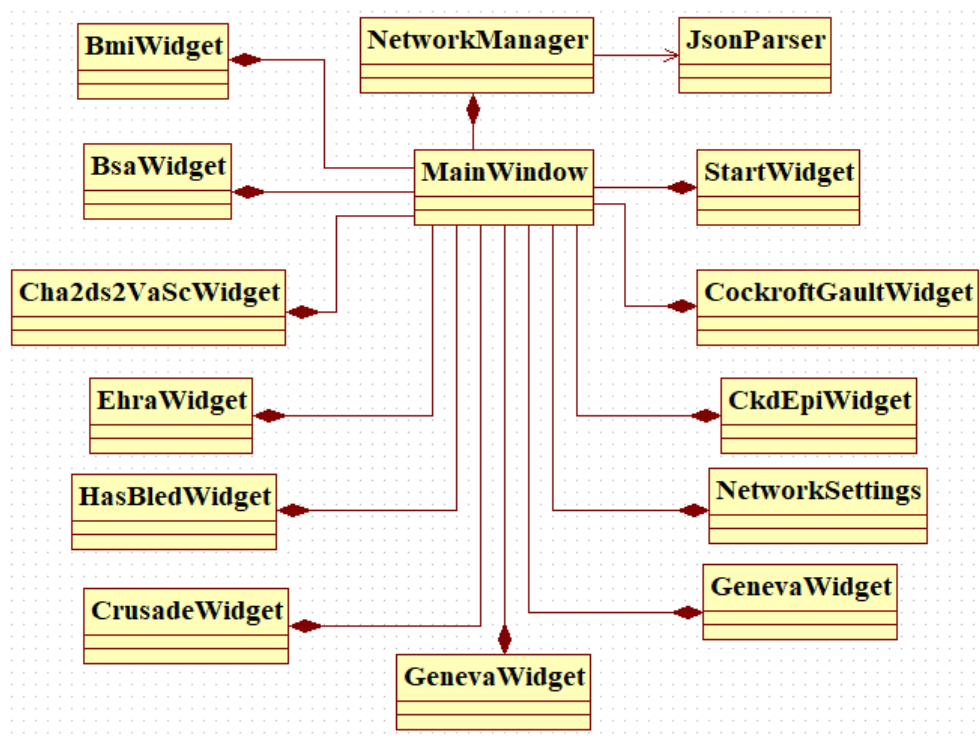 BmiWidget
NetworkManager
JsonParser
BsaWidget
MainWindow
StartWidget
Cha2ds2VaScWidget
CockroftGaultWidget
EhraWidget
CkdEpiWidget
HasBledWidget
NetworkSettings
CrusadeWidget
GenevaWidget
GenevaWidget